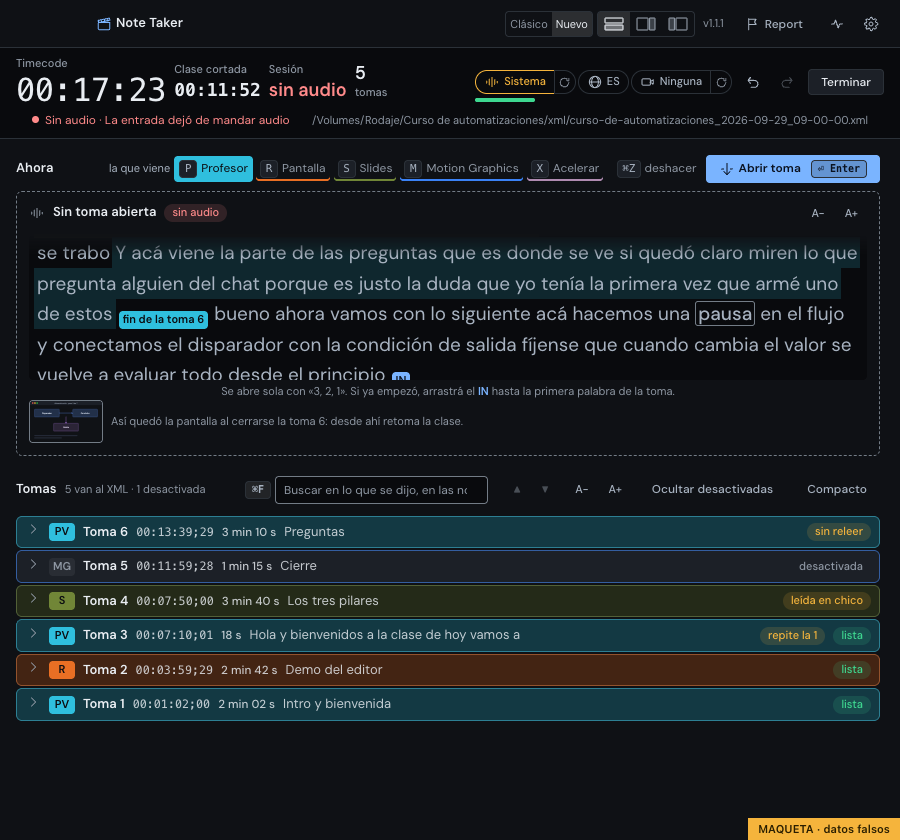 Note Taker
Clásico Nuevo
v1.1.1
Report
Timecode
00:17:23
Clase cortada
00:11:52
Sesión
sin audio
5
tomas
Sistema
ES
Ninguna
Terminar
Sin audio · La entrada dejó de mandar audio
/Volumes/Rodaje/Curso de automatizaciones/xml/curso-de-automatizaciones_2026-09-29_09-00-00.xml
Ahora
la que viene
P Profesor
R Pantalla
S Slides
M Motion Graphics
X Acelerar
⌘Z deshacer
Abrir toma
⏎ Enter
Sin toma abierta
sin audio
A− A+
se trabo Y acá viene la parte de las preguntas que es donde se ve si quedó claro miren lo que
pregunta alguien del chat porque es justo la duda que yo tenía la primera vez que armé uno
de estos fin de la toma 6 bueno ahora vamos con lo siguiente acá hacemos una pausa en el flujo
y conectamos el disparador con la condición de salida fíjense que cuando cambia el valor se
vuelve a evaluar todo desde el principio IN
Se abre sola con «3, 2, 1». Si ya empezó, arrastrá el IN hasta la primera palabra de la toma.
Así quedó la pantalla al cerrarse la toma 6: desde ahí retoma la clase.
Tomas
5 van al XML · 1 desactivada
⌘F
Buscar en lo que se dijo, en las no
A− A+
Ocultar desactivadas
Compacto
PV Toma 6 00:13:39;29 3 min 10 s Preguntas sin releer
MG Toma 5 00:11:59;28 1 min 15 s Cierre desactivada
S Toma 4 00:07:50;00 3 min 40 s Los tres pilares leída en chico
PV Toma 3 00:07:10;01 18 s Hola y bienvenidos a la clase de hoy vamos a repite la 1 lista
R Toma 2 00:03:59;29 2 min 42 s Demo del editor lista
PV Toma 1 00:01:02;00 2 min 02 s Intro y bienvenida lista
MAQUETA · datos falsos